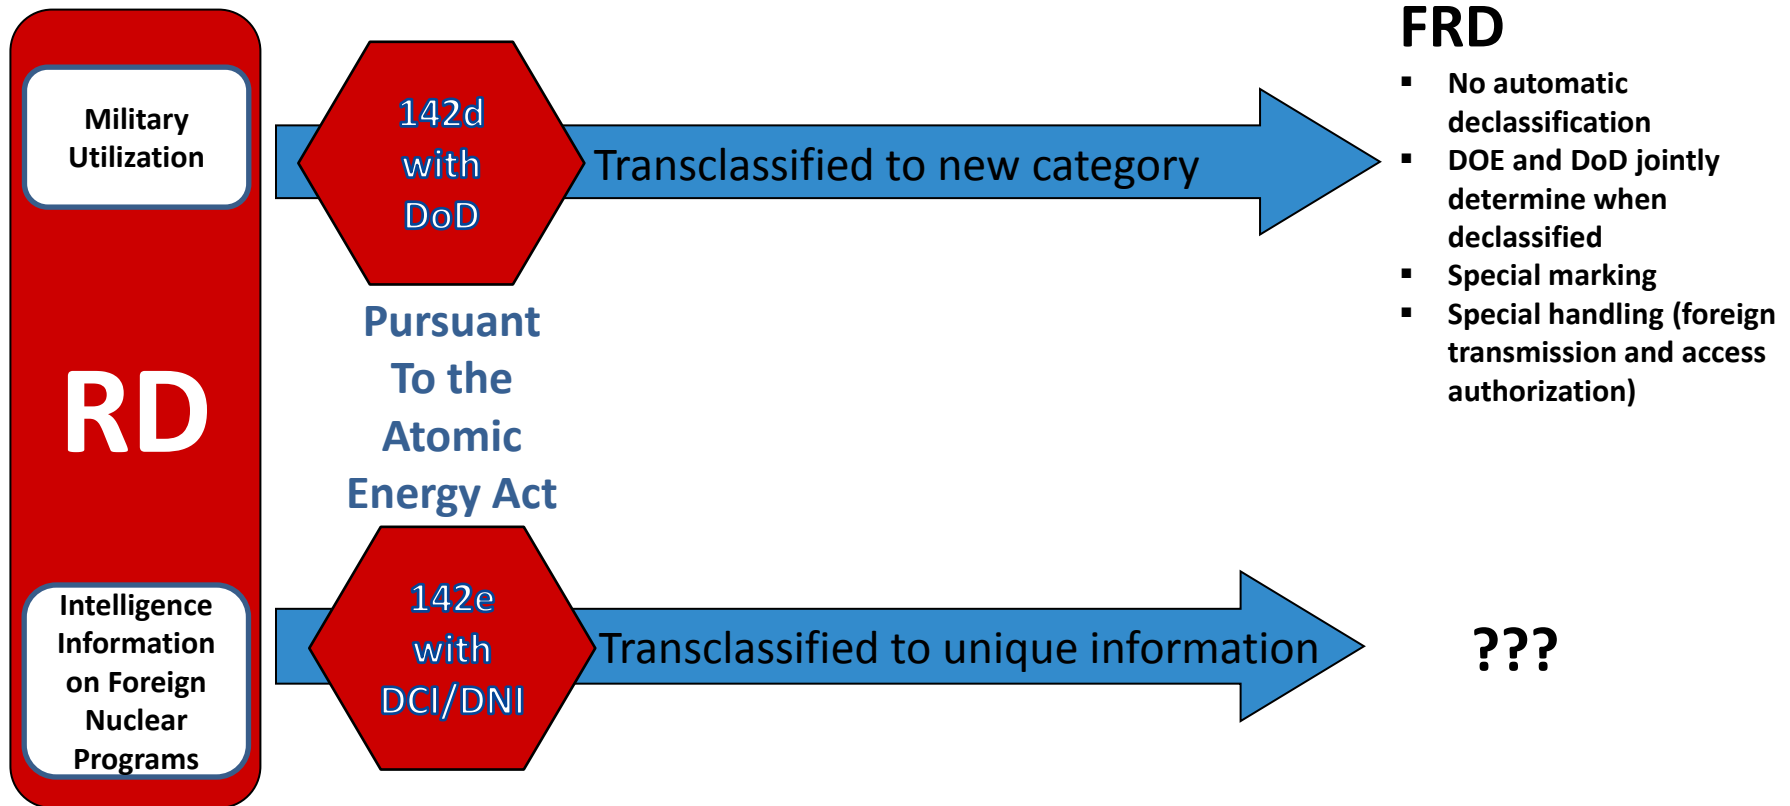 Military
Utilization
RD
Intelligence
Information
on Foreign
Nuclear
Programs
142d
with
DoD
Transclassified to new category
Pursuant
To the
Atomic
Energy Act
142e
with
DCI/DNI
Transclassified to unique information
FRD
▪ No automatic
declassification
▪ DOE and DoD jointly
determine when
declassified
▪ Special marking
▪ Special handling (foreign
transmission and access
authorization)
???